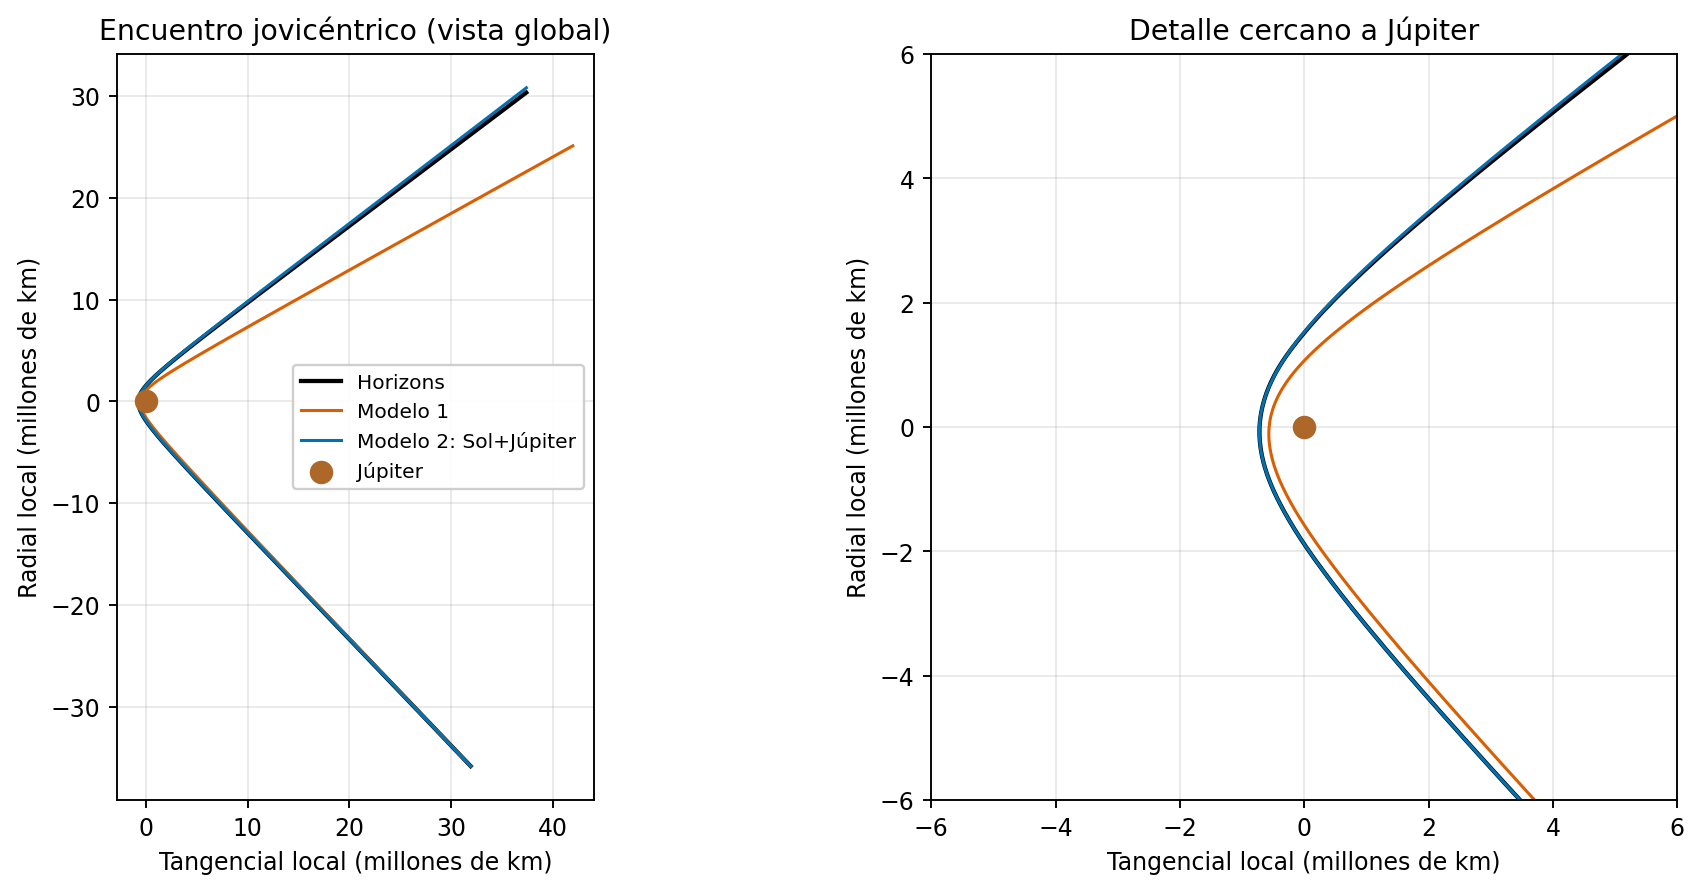 Encuentro jovicéntrico (vista global)
Radial local (millones de km)
30
20
10
0
−10
−20
−30
0 10 20 30 40
Tangencial local (millones de km)
Horizons
Modelo 1
Modelo 2: Sol+Júpiter
Júpiter
Detalle cercano a Júpiter
Radial local (millones de km)
6
4
2
0
−2
−4
−6
−6 −4 −2 0 2 4 6
Tangencial local (millones de km)